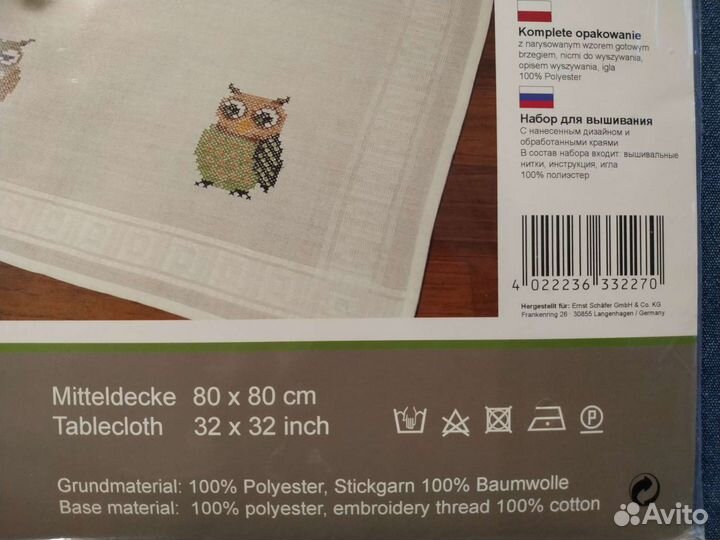 Komplete opakowanie
z narysowanym wzorem gotowym
brzegiem, nicmi do wyszywania,
opisem wyszywania, igla
100% Polyester
Набор для вышивания
С нанесенным дизайном и
обработанными краями
В состав набора входит: вышивальные
нитки, инструкция, игла
100% полиэстер
4 022236 332270
Hergestellt für: Ernst Schäfer GmbH & Co. KG
Frankenring 26 · 30855 Langenhagen / Germany
Mitteldecke 80 x 80 cm
Tablecloth 32 x 32 inch
P
Grundmaterial: 100% Polyester, Stickgarn 100% Baumwolle
Base material: 100% polyester, embroidery thread 100% cotton
Avito